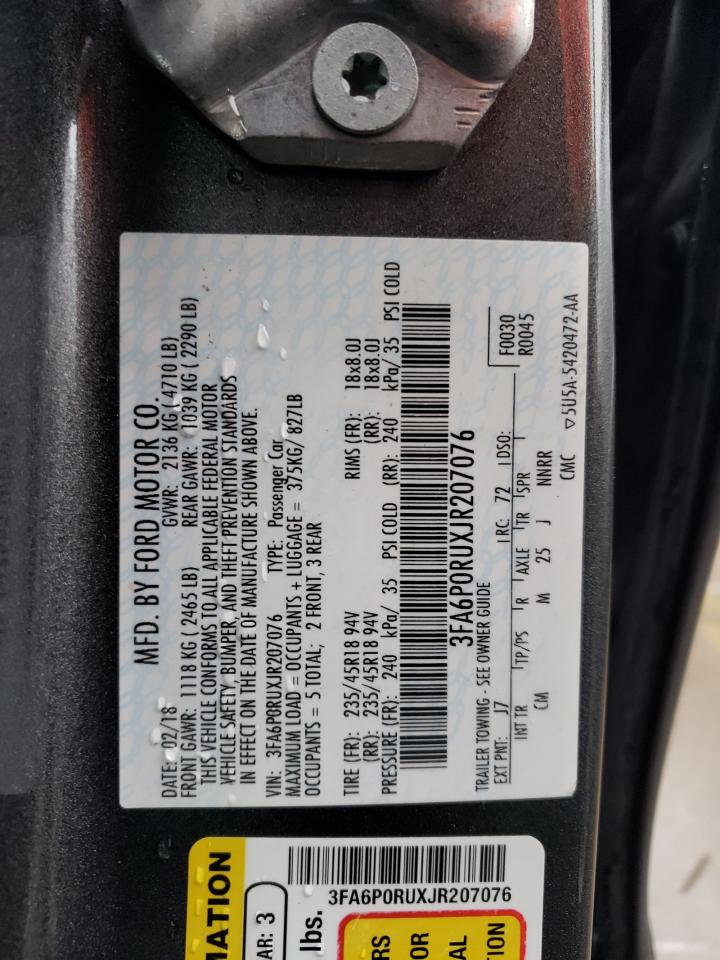 MFD. BY FORD MOTOR CO.
DATE: 02/18 GVWR: 2136 KG ( 4710 LB)
FRONT GAWR: 1118 KG ( 2465 LB) REAR GAWR: 1039 KG ( 2290 LB)
THIS VEHICLE CONFORMS TO ALL APPLICABLE FEDERAL MOTOR
VEHICLE SAFETY, BUMPER, AND THEFT PREVENTION STANDARDS
IN EFFECT ON THE DATE OF MANUFACTURE SHOWN ABOVE.
VIN: 3FA6P0RUXJR207076 TYPE: Passenger Car
MAXIMUM LOAD = OCCUPANTS + LUGGAGE = 375KG/ 827LB
OCCUPANTS = 5 TOTAL; 2 FRONT, 3 REAR
TIRE (FR): 235/45R18 94V RIMS (FR): 18x8.0J
(RR): 235/45R18 94V (RR): 18x8.0J
PRESSURE (FR): 240 kPa/ 35 PSI COLD (RR): 240 kPa/ 35 PSI COLD
3FA6P0RUXJR207076
TRAILER TOWING - SEE OWNER GUIDE
F0030
R0045
EXT PNT: J7 RC: 72 DSO:
INT TR TP/PS R AXLE TR SPR
CM M 25 J NNRR
CMC ▽5U5A-5420472-AA
3FA6P0RUXJR207076
MATION
AR: 3
lbs.
RS
OR
AL
TION